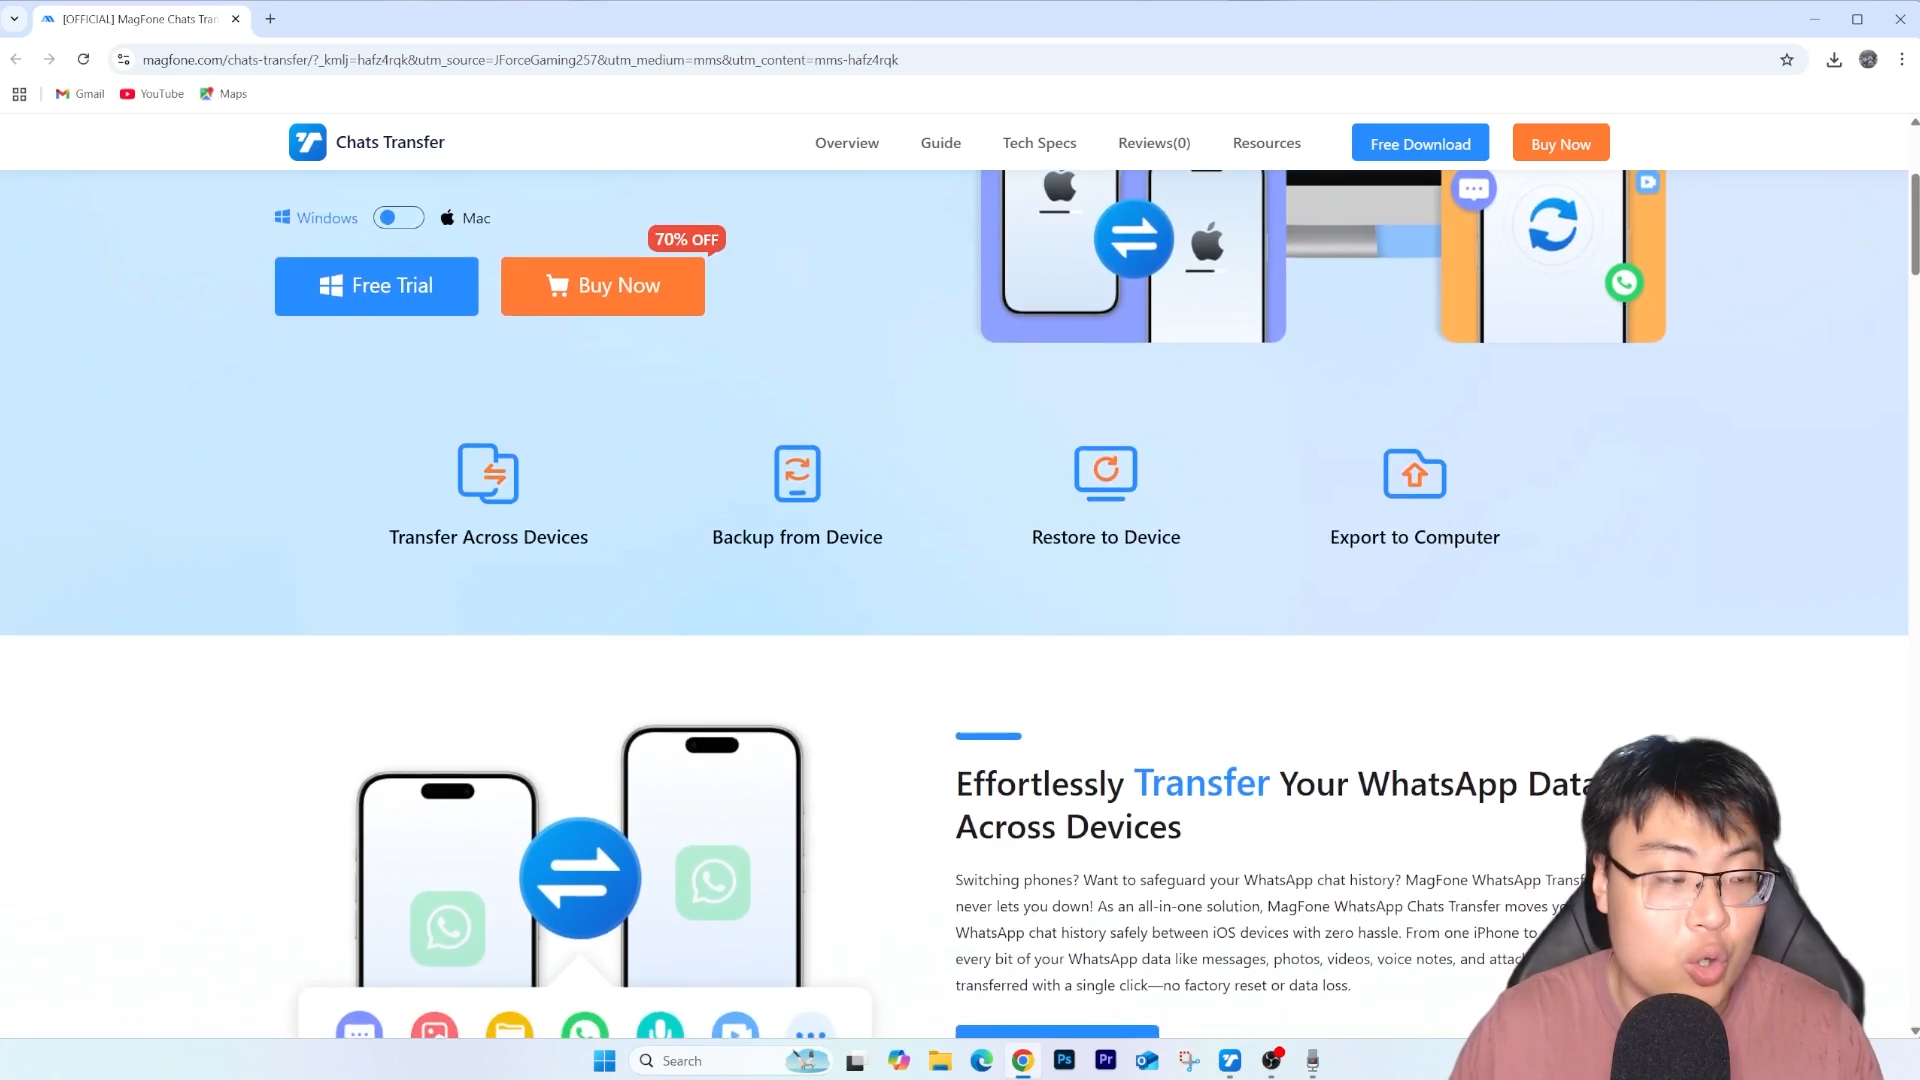 [OFFICIAL] MagFone Chats Tran
magfone.com/chats-transfer/?_kmlj=hafz4rqk&utm_source=JForceGaming257&utm_medium=mms&utm_content=mms-hafz4rqk
Gmail YouTube Maps
Chats Transfer Overview Guide Tech Specs Reviews(0) Resources Free Download Buy Now
Windows Mac
70% OFF
Free Trial Buy Now
Transfer Across Devices Backup from Device Restore to Device Export to Computer
Effortlessly Transfer Your WhatsApp Data
Across Devices
Switching phones? Want to safeguard your WhatsApp chat history? MagFone WhatsApp Transf
never lets you down! As an all-in-one solution, MagFone WhatsApp Chats Transfer moves
WhatsApp chat history safely between iOS devices with zero hassle. From one iPhone to
every bit of your WhatsApp data like messages, photos, videos, voice notes, and
transferred with a single click—no factory reset or data loss.
Search
Ps Pr